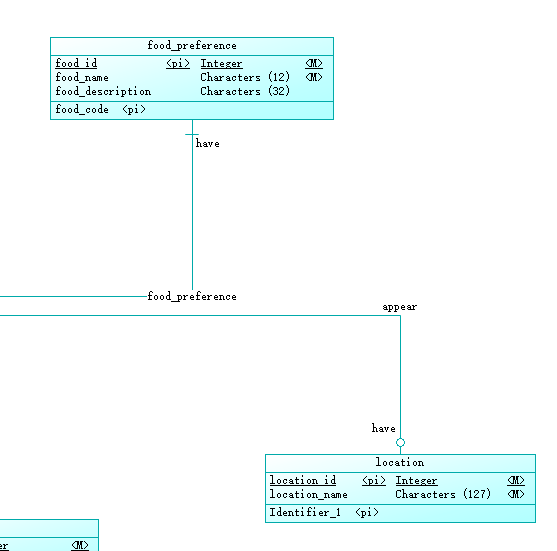 food_preference
food_id <pi> Integer <M>
food_name Characters (12) <M>
food_description Characters (32)
food_code <pi>
have
food_preference
appear
have
location
location_id <pi> Integer <M>
location_name Characters (127) <M>
Identifier_1 <pi>
er <M>